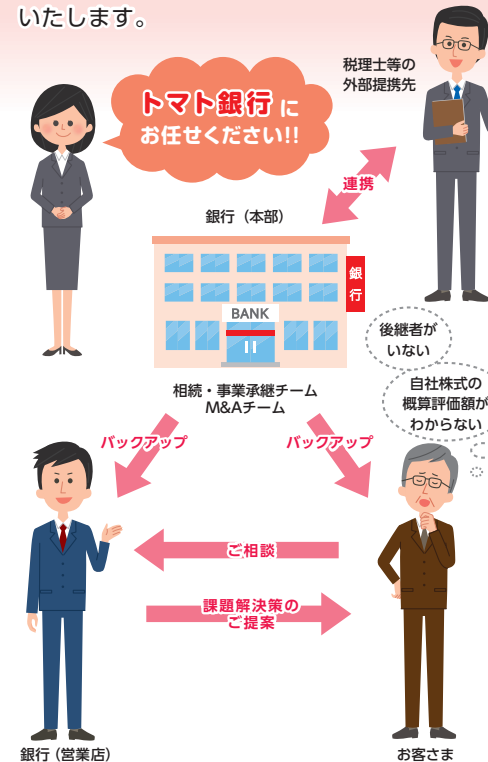 いたします。
税理士等の
外部提携先
トマト銀行に
お任せください!!
連携
銀行（本部）
銀行
BANK
後継者が
いない
自社株式の
概算評価額が
わからない
相続・事業承継チーム
M&Aチーム
バックアップ
バックアップ
ご相談
課題解決策の
ご提案
銀行（営業店）
お客さま